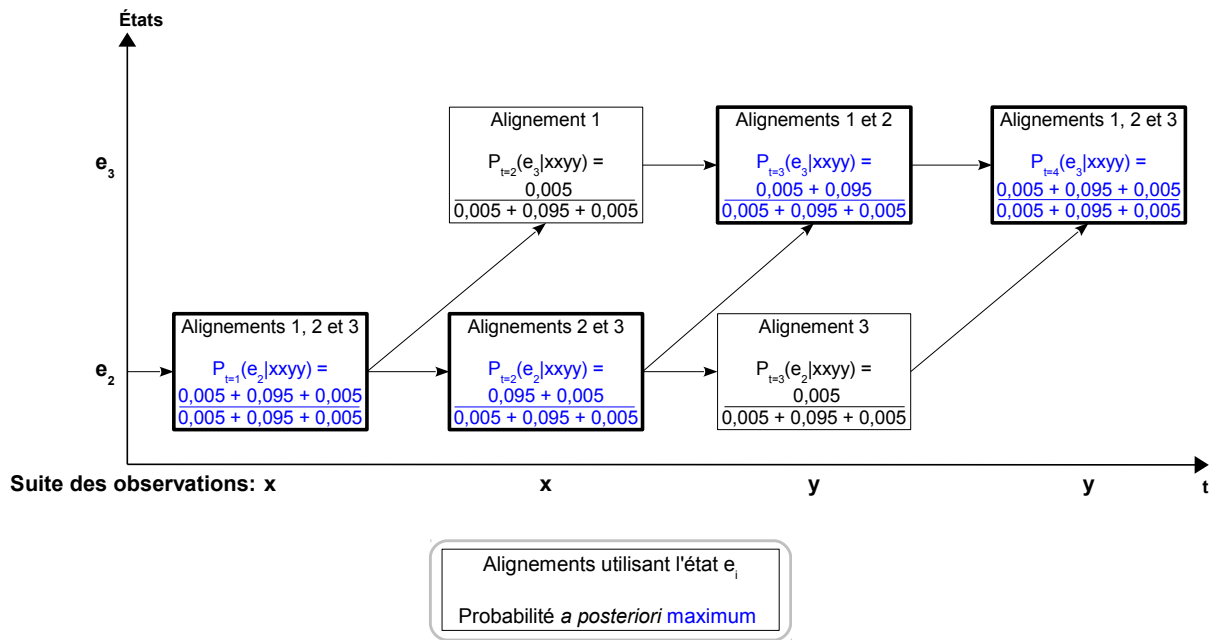 États
e3
Alignement 1
Pt=2(e3|xxyy) =
0,005
0,005 + 0,095 + 0,005
Alignements 1 et 2
Pt=3(e3|xxyy) =
0,005 + 0,095
0,005 + 0,095 + 0,005
Alignements 1, 2 et 3
Pt=4(e3|xxyy) =
0,005 + 0,095 + 0,005
0,005 + 0,095 + 0,005
e2
Alignements 1, 2 et 3
Pt=1(e2|xxyy) =
0,005 + 0,095 + 0,005
0,005 + 0,095 + 0,005
Alignements 2 et 3
Pt=2(e2|xxyy) =
0,095 + 0,005
0,005 + 0,095 + 0,005
Alignement 3
Pt=3(e2|xxyy) =
0,005
0,005 + 0,095 + 0,005
Suite des observations: x x y y t
Alignements utilisant l'état ei
Probabilité a posteriori maximum